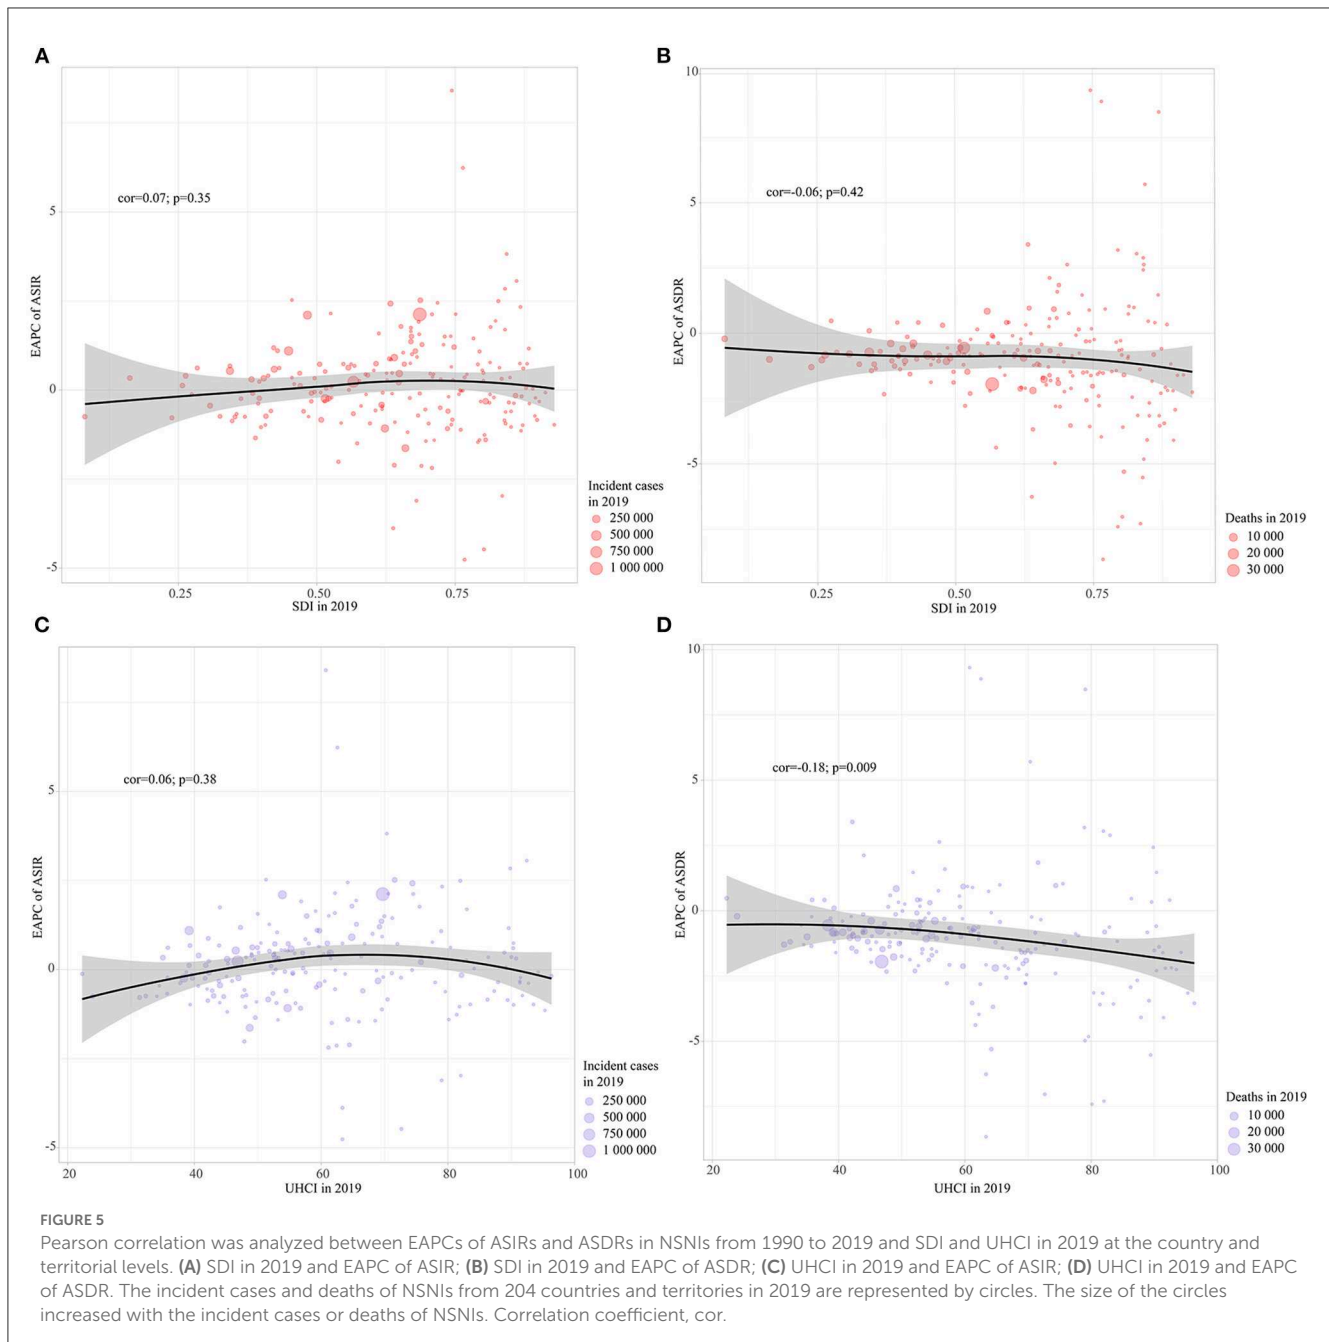 A
5
0
-5
EAPC of ASIR
cor=0.07; p=0.35
0.25
0.50
0.75
SDI in 2019
Incident cases
in 2019
250 000
500 000
750 000
1 000 000
B
10
5
0
-5
EAPC of ASDR
cor=-0.06; p=0.42
0.25
0.50
0.75
SDI in 2019
Deaths in 2019
10 000
20 000
30 000
C
5
0
-5
EAPC of ASIR
cor=0.06; p=0.38
20
40
60
80
100
UHCI in 2019
Incident cases
in 2019
250 000
500 000
750 000
1 000 000
D
10
5
0
-5
EAPC of ASDR
cor=-0.18; p=0.009
20
40
60
80
100
UHCI in 2019
Deaths in 2019
10 000
20 000
30 000
FIGURE 5
Pearson correlation was analyzed between EAPCs of ASIRs and ASDRs in NSNIs from 1990 to 2019 and SDI and UHCI in 2019 at the country and
territorial levels. (A) SDI in 2019 and EAPC of ASIR; (B) SDI in 2019 and EAPC of ASDR; (C) UHCI in 2019 and EAPC of ASIR; (D) UHCI in 2019 and EAPC
of ASDR. The incident cases and deaths of NSNIs from 204 countries and territories in 2019 are represented by circles. The size of the circles
increased with the incident cases or deaths of NSNIs. Correlation coefficient, cor.